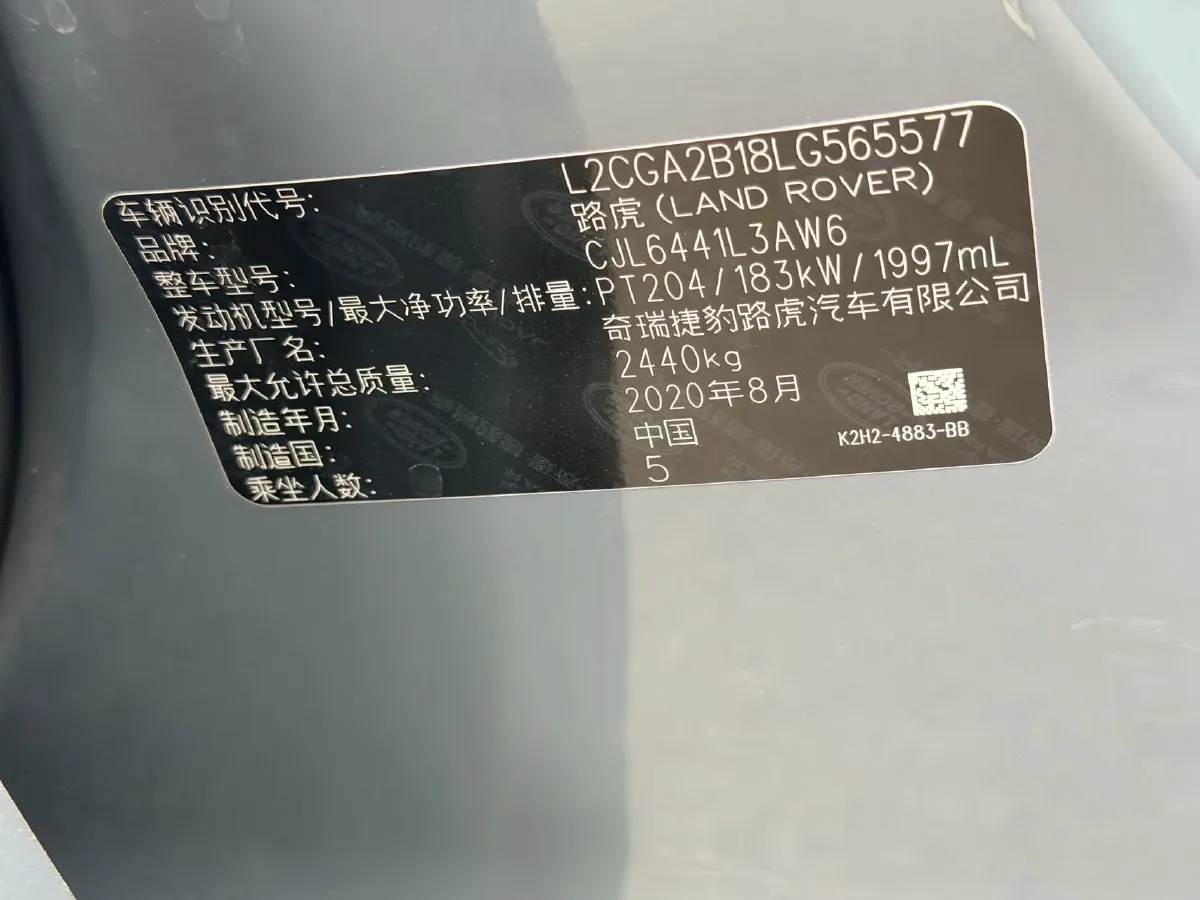 车辆识别代号: L2CGA2B18LG565577
品牌: 路虎(LAND ROVER)
整车型号: CJL6441L3AW6
发动机型号/最大净功率/排量: PT204/183kW/1997mL
生产厂名: 奇瑞捷豹路虎汽车有限公司
最大允许总质量: 2440kg
制造年月: 2020年8月
制造国: 中国
乘坐人数: 5
K2H2-4883-BB